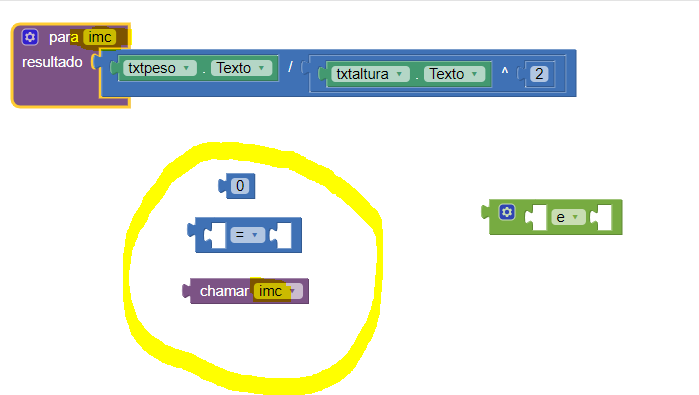 para imc
resultado txtpeso . Texto / txtaltura . Texto ^ 2
0
=
e
chamar imc